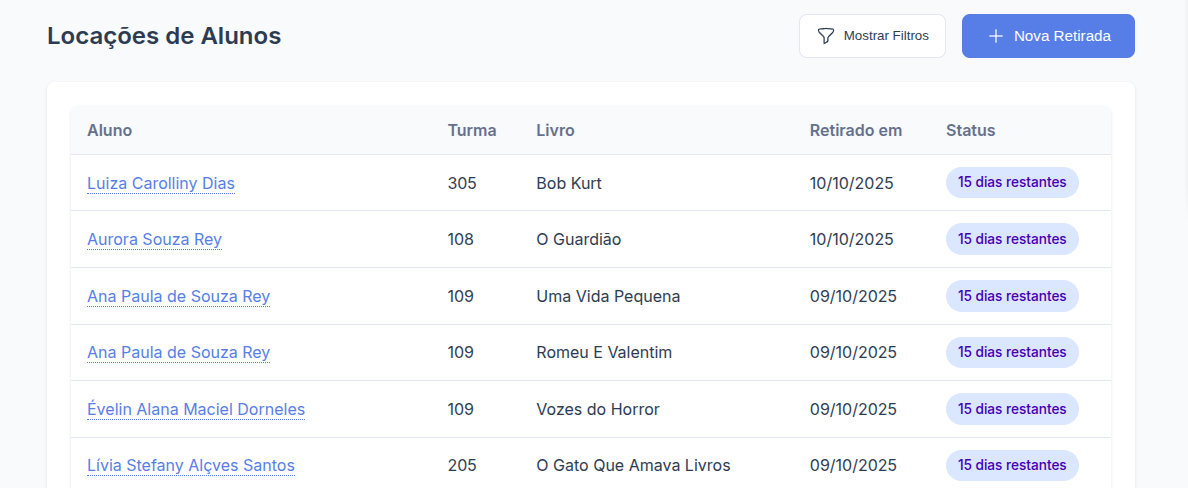 Locações de Alunos
Mostrar Filtros
Nova Retirada
Aluno Turma Livro Retirado em Status
Luiza Carolliny Dias 305 Bob Kurt 10/10/2025 15 dias restantes
Aurora Souza Rey 108 O Guardião 10/10/2025 15 dias restantes
Ana Paula de Souza Rey 109 Uma Vida Pequena 09/10/2025 15 dias restantes
Ana Paula de Souza Rey 109 Romeu E Valentim 09/10/2025 15 dias restantes
Évelin Alana Maciel Dorneles 109 Vozes do Horror 09/10/2025 15 dias restantes
Lívia Stefany Alçves Santos 205 O Gato Que Amava Livros 09/10/2025 15 dias restantes